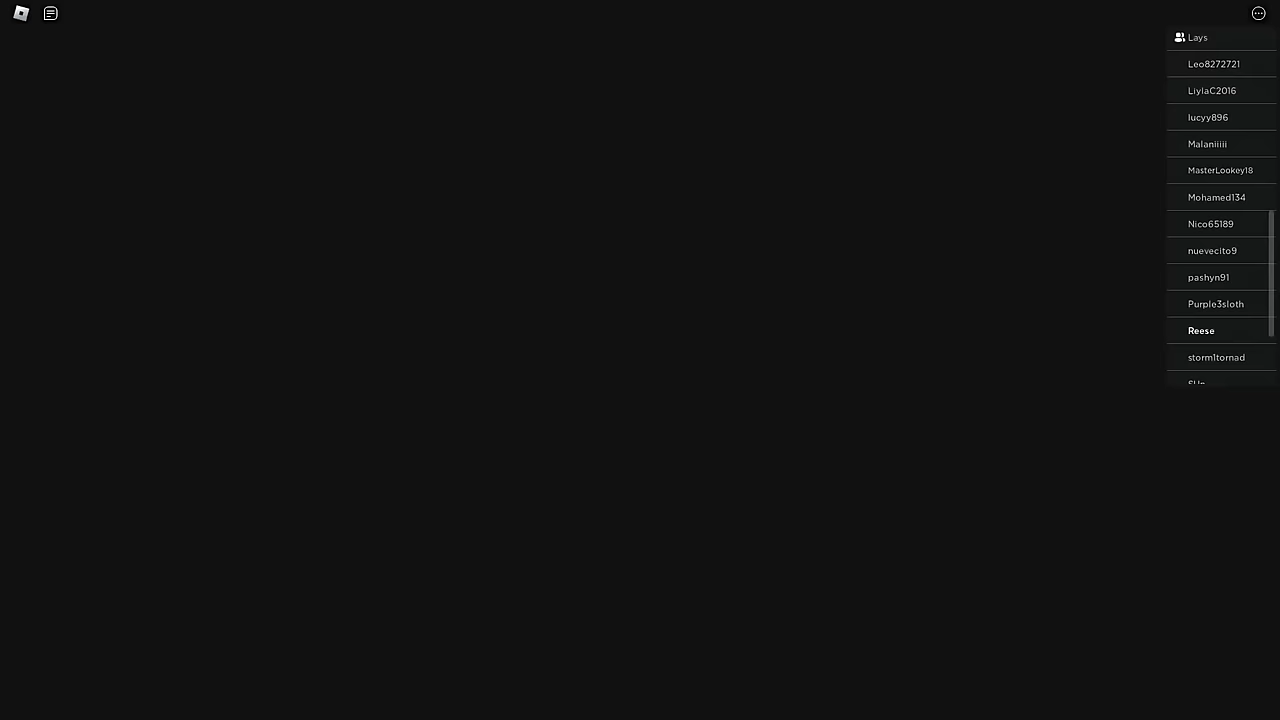 Lays
Leo8272721
LiylaC2016
lucyy896
Malaniiiii
MasterLookey18
Mohamed134
Nico65189
nuevecito9
pashyn91
Purple3sloth
Reese
storm1tornad